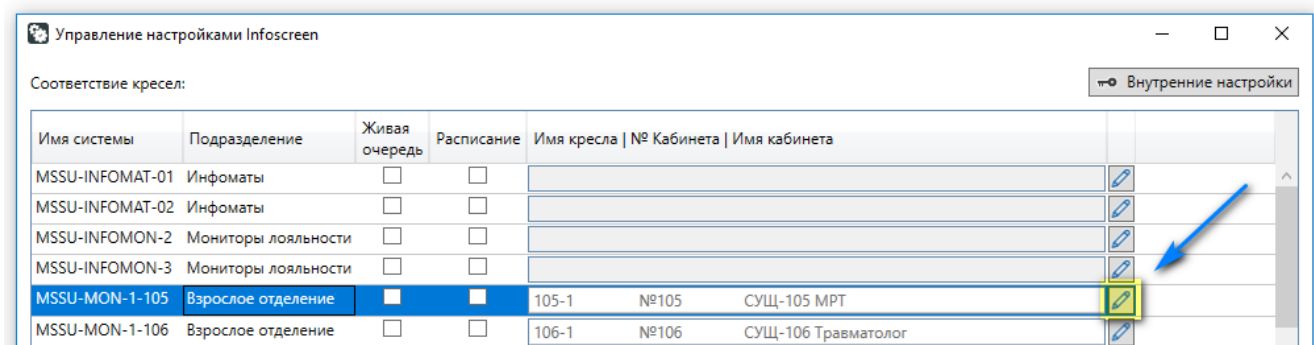 Управление настройками Infoscreen
Соответствие кресел:
Внутренние настройки
Имя системы Подразделение Живая очередь Расписание Имя кресла | № Кабинета | Имя кабинета
MSSU-INFOMAT-01 Инфоматы
MSSU-INFOMAT-02 Инфоматы
MSSU-INFOMON-2 Мониторы лояльности
MSSU-INFOMON-3 Мониторы лояльности
MSSU-MON-1-105 Взрослое отделение 105-1 №105 СУЩ-105 МРТ
MSSU-MON-1-106 Взрослое отделение 106-1 №106 СУЩ-106 Травматолог